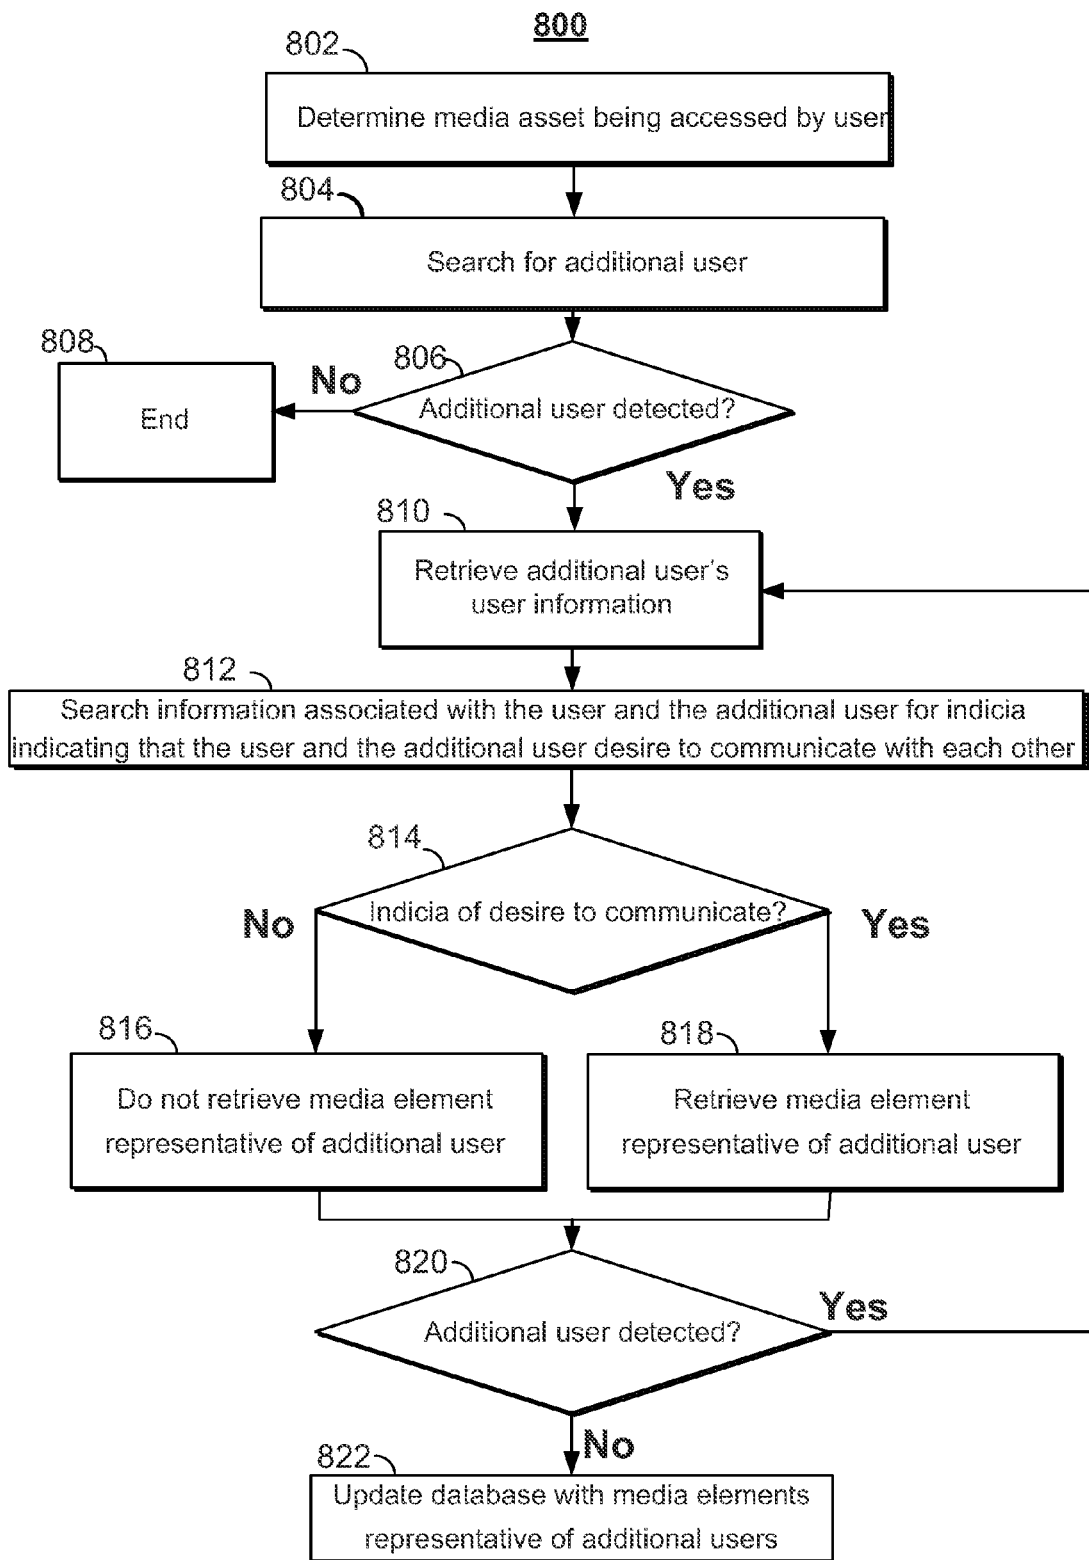 800
802
Determine media asset being accessed by user
804
Search for additional user
808
806
No
End
Additional user detected?
Yes
810
Retrieve additional user's
user information
812
Search information associated with the user and the additional user for indicia
indicating that the user and the additional user desire to communicate with each other
814
No
Indicia of desire to communicate?
Yes
816
818
Do not retrieve media element
representative of additional user
Retrieve media element
representative of additional user
820
Yes
Additional user detected?
No
822
Update database with media elements
representative of additional users